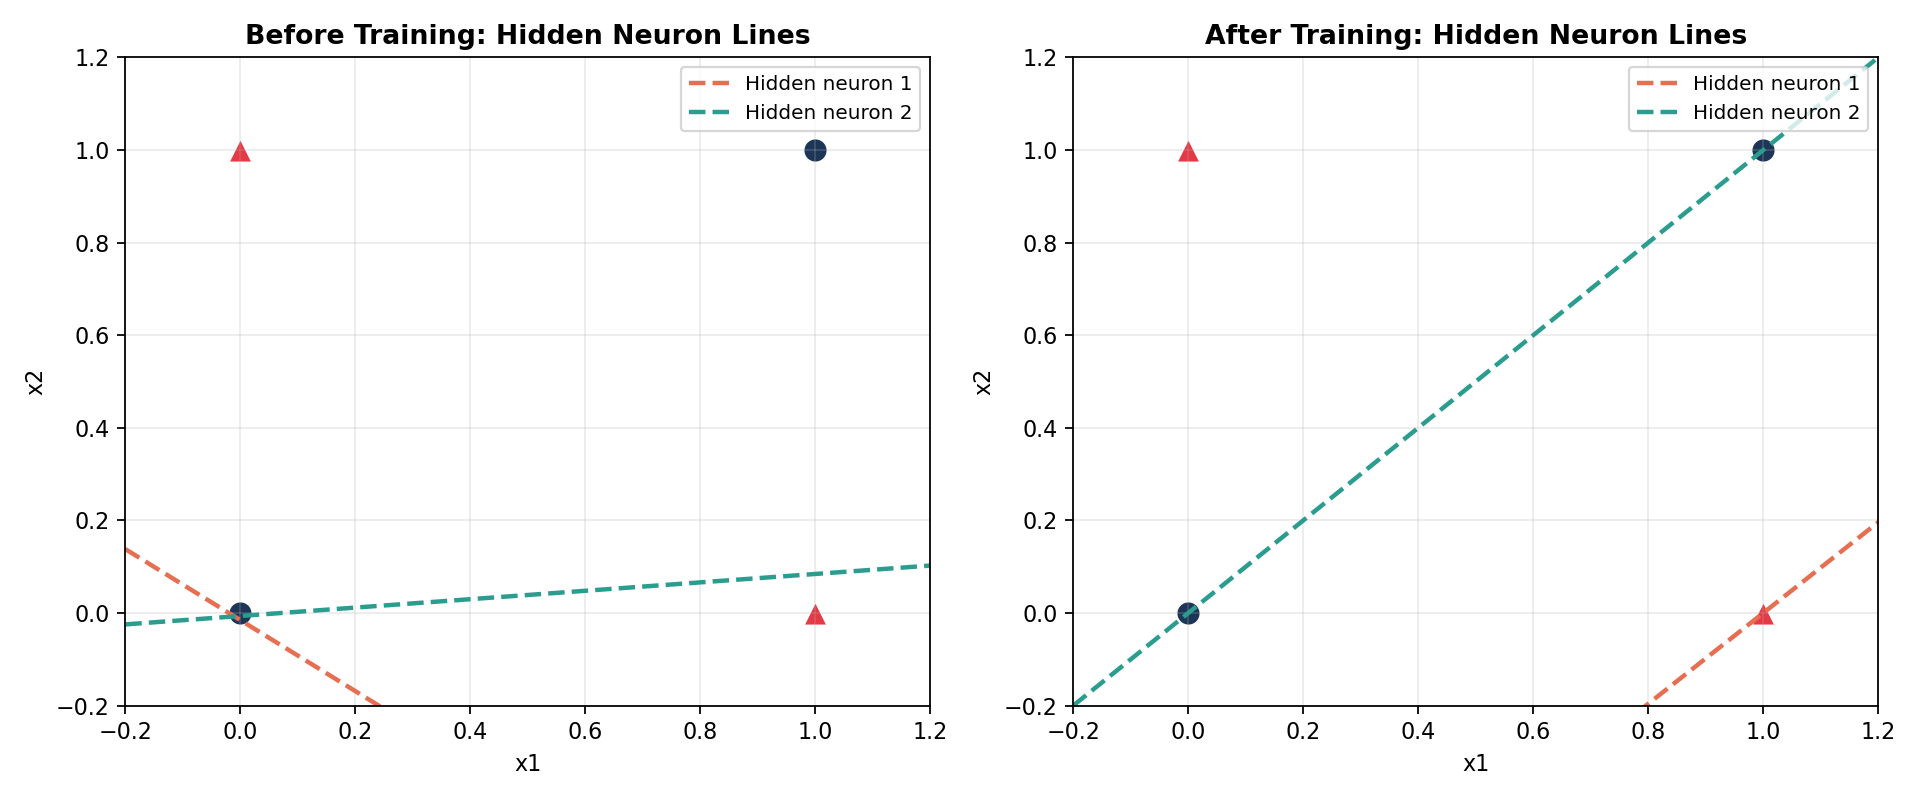 Before Training: Hidden Neuron Lines
Hidden neuron 1
Hidden neuron 2
1.2
1.0
0.8
0.6
0.4
0.2
0.0
−0.2
x2
−0.2 0.0 0.2 0.4 0.6 0.8 1.0 1.2
x1
After Training: Hidden Neuron Lines
Hidden neuron 1
Hidden neuron 2
1.2
1.0
0.8
0.6
0.4
0.2
0.0
−0.2
x2
−0.2 0.0 0.2 0.4 0.6 0.8 1.0 1.2
x1